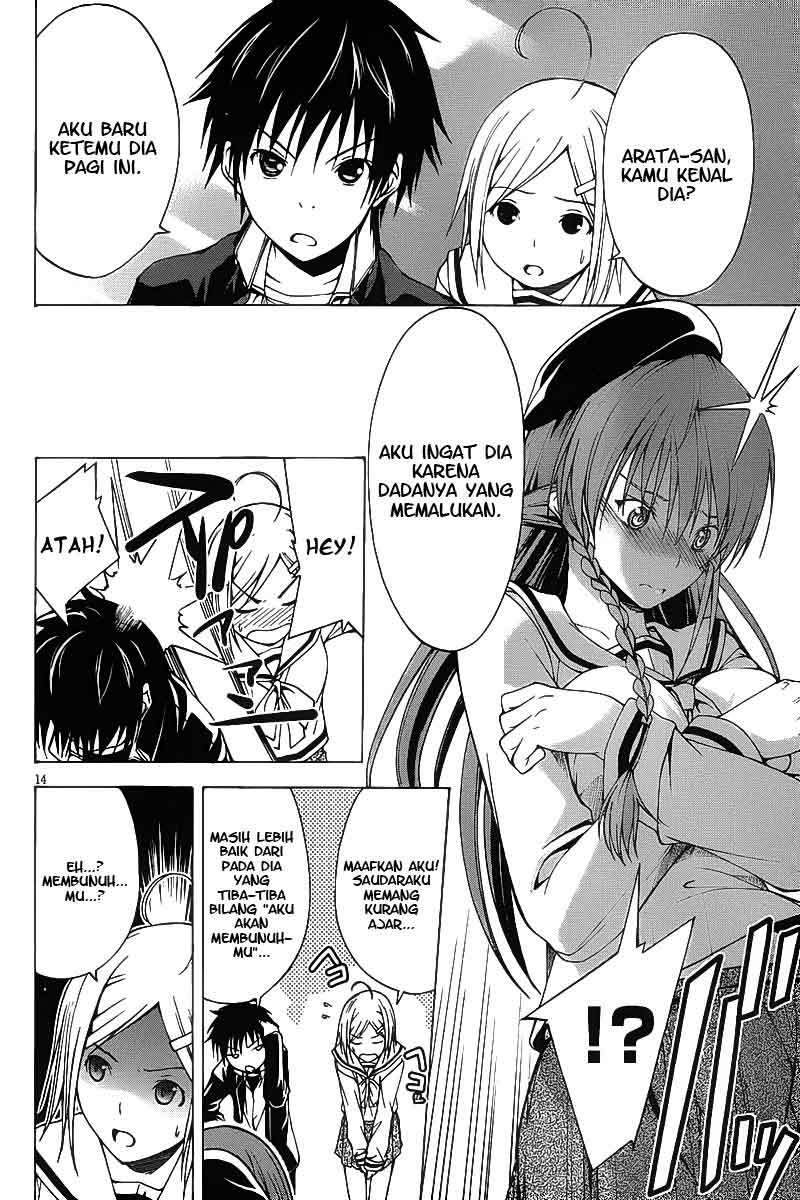 ARATA-SAN,
KAMU KENAL
DIA?
AKU BARU
KETEMU DIA
PAGI INI.
AKU INGAT DIA
KARENA
DADANYA YANG
MEMALUKAN.
!?
HEY!
ATAH!
14
MAAFKAN AKU!
SAUDARAKU
MEMANG
KURANG
AJAR...
MASIH LEBIH
BAIK DARI
PADA DIA
YANG
TIBA-TIBA
BILANG "AKU
AKAN
MEMBUNUH-
MU"...
EH...?
MEMBUNUH...
MU...?